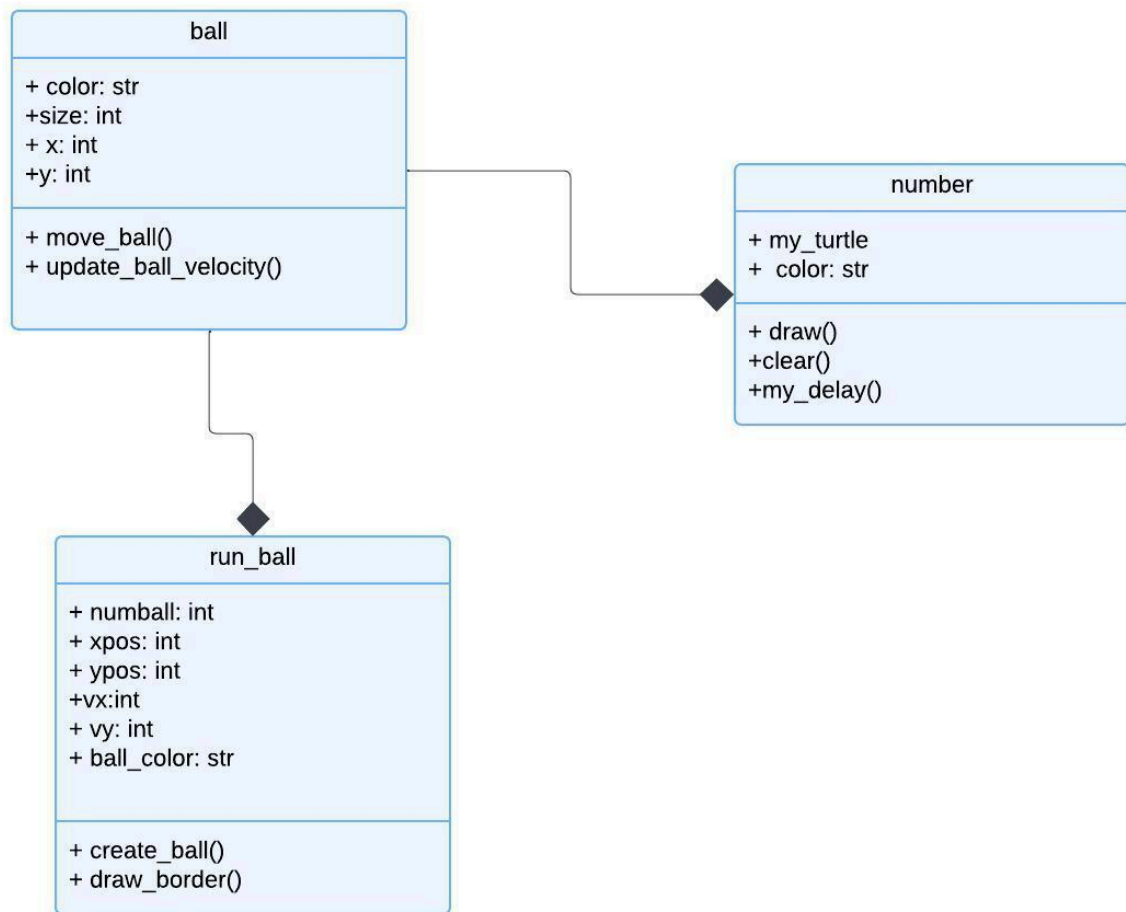 ball
+ color: str
+size: int
+ x: int
+y: int
+ move_ball()
+ update_ball_velocity()
number
+ my_turtle
+  color: str
+ draw()
+clear()
+my_delay()
run_ball
+ numball: int
+ xpos: int
+ ypos: int
+vx:int
+ vy: int
+ ball_color: str
+ create_ball()
+ draw_border()